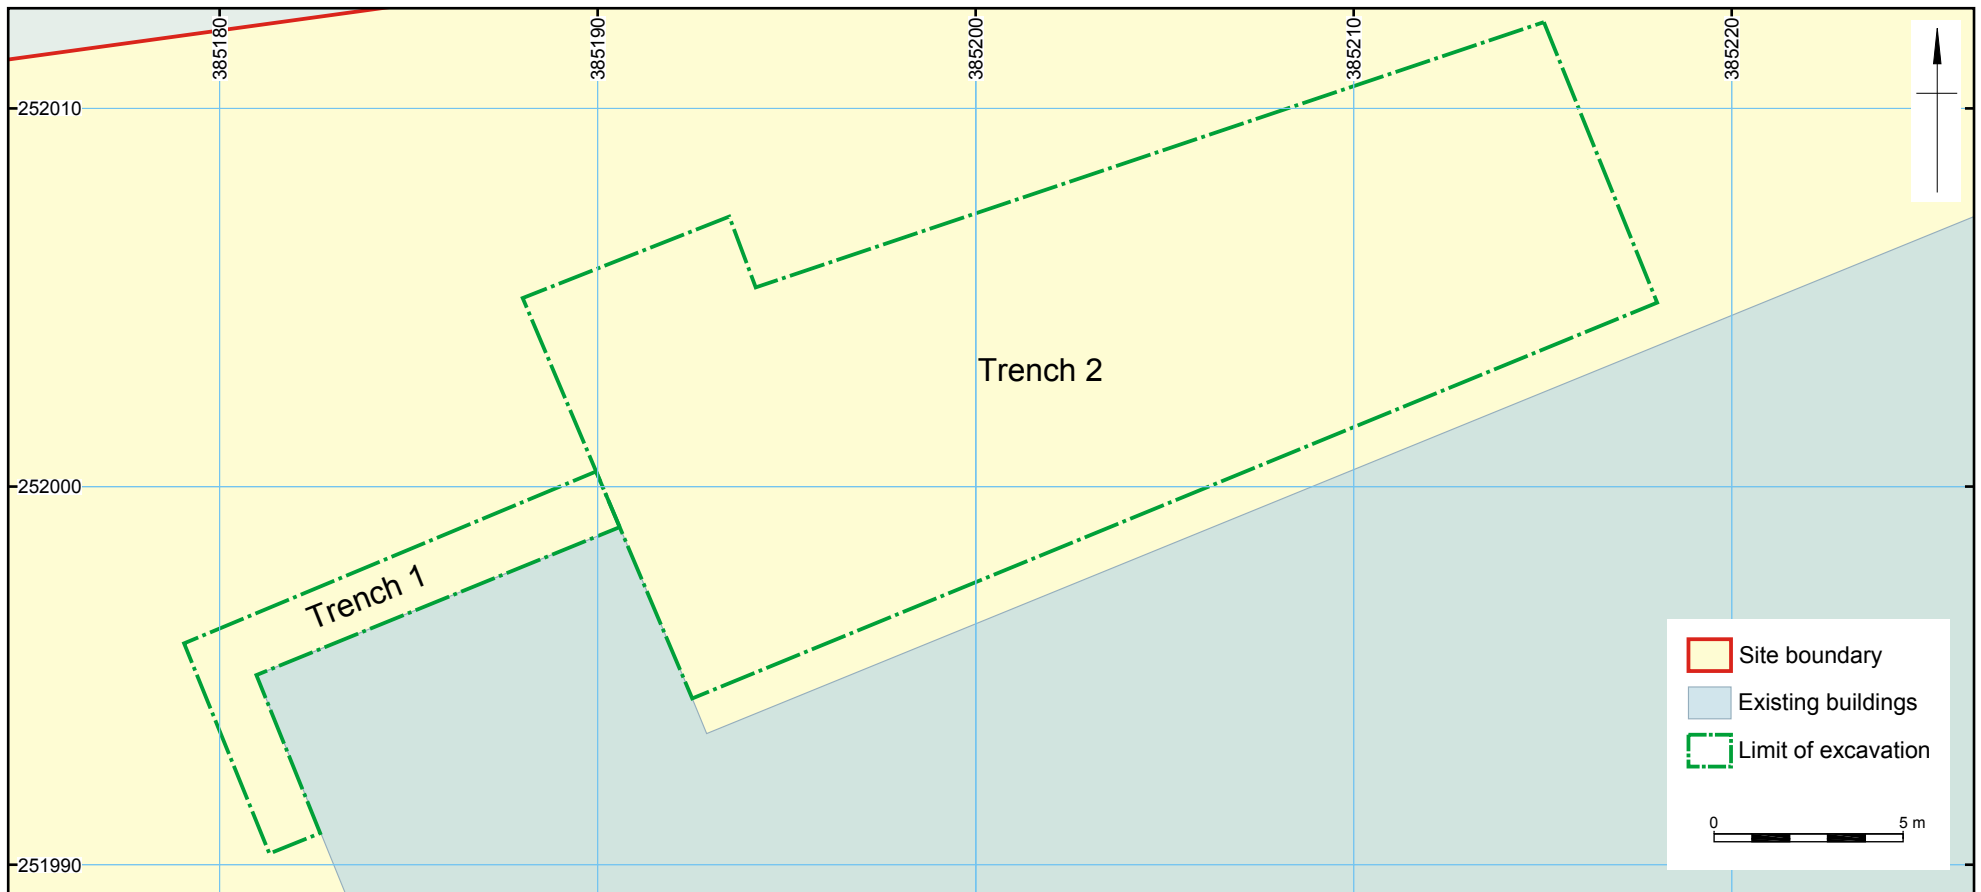 385180
385190
385200
385210
385220
252010
252000
251990
Trench 2
Trench 1
Site boundary
Existing buildings
Limit of excavation
0 5 m